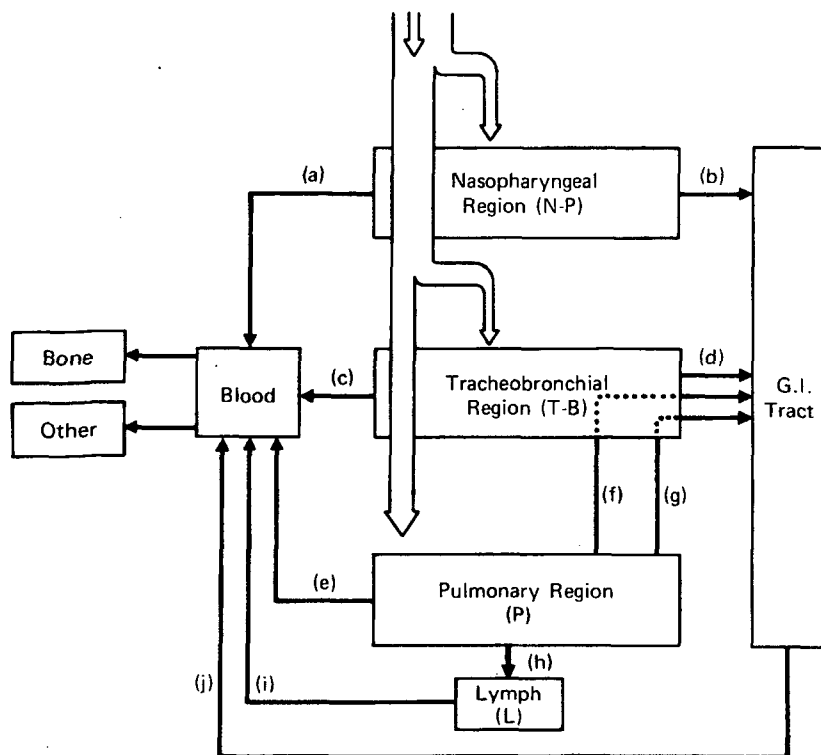 (a)
Nasopharyngeal
Region (N-P)
(b)
Bone
Other
Blood
(c)
Tracheobronchial
Region (T-B)
(d)
G.I.
Tract
(f)
(g)
(e)
Pulmonary Region
(P)
(h)
(j)
(i)
Lymph
(L)